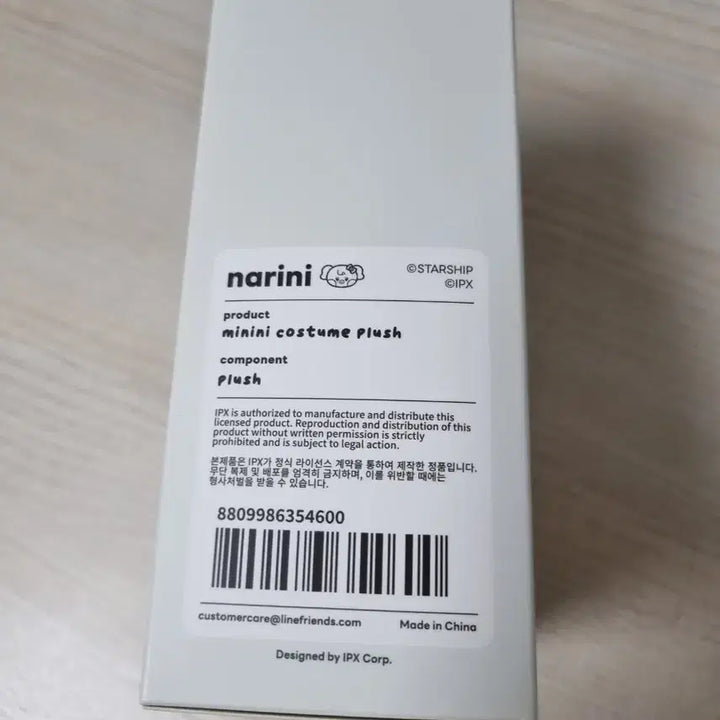 narini
©STARSHIP
©IPX
product
minini costume plush
component
plush
IPX is authorized to manufacture and distribute this
licensed product. Reproduction and distribution of this
product without written permission is strictly
prohibited and is subject to legal action.
본제품은 IPX가 정식 라이선스 계약을 통하여 제작한 정품입니다.
무단 복제 및 배포를 엄격히 금지하며, 이를 위반할 때에는
형사처벌을 받을 수 있습니다.
8809986354600
customercare@linefriends.com
Made in China
Designed by IPX Corp.